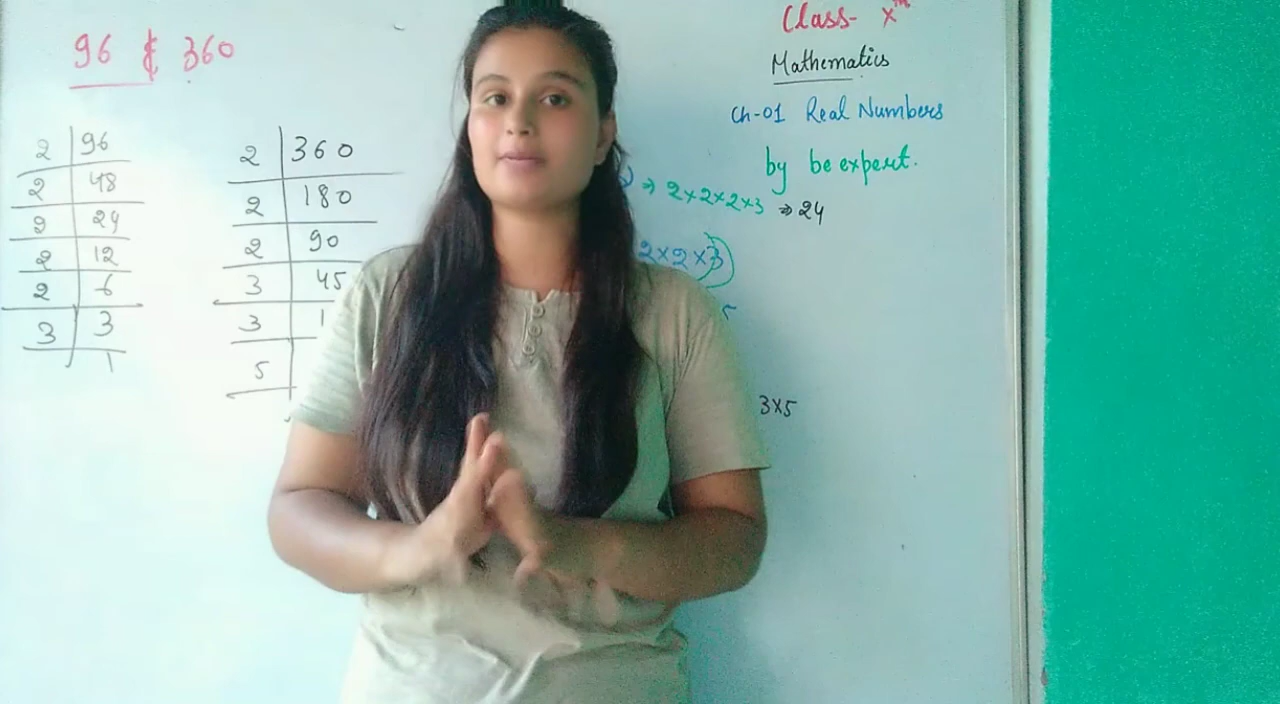 96 & 360
2 | 96
2 | 48
2 | 24
2 | 12
2 | 6
3 | 3
1
2 | 360
2 | 180
2 | 90
3 | 45
3 | 1
5
Class- Xth
Mathematics
Ch-01 Real Numbers
by be expert.
⇒ 2×2×2×3 ⇒ 24
2×2×3)
3×5